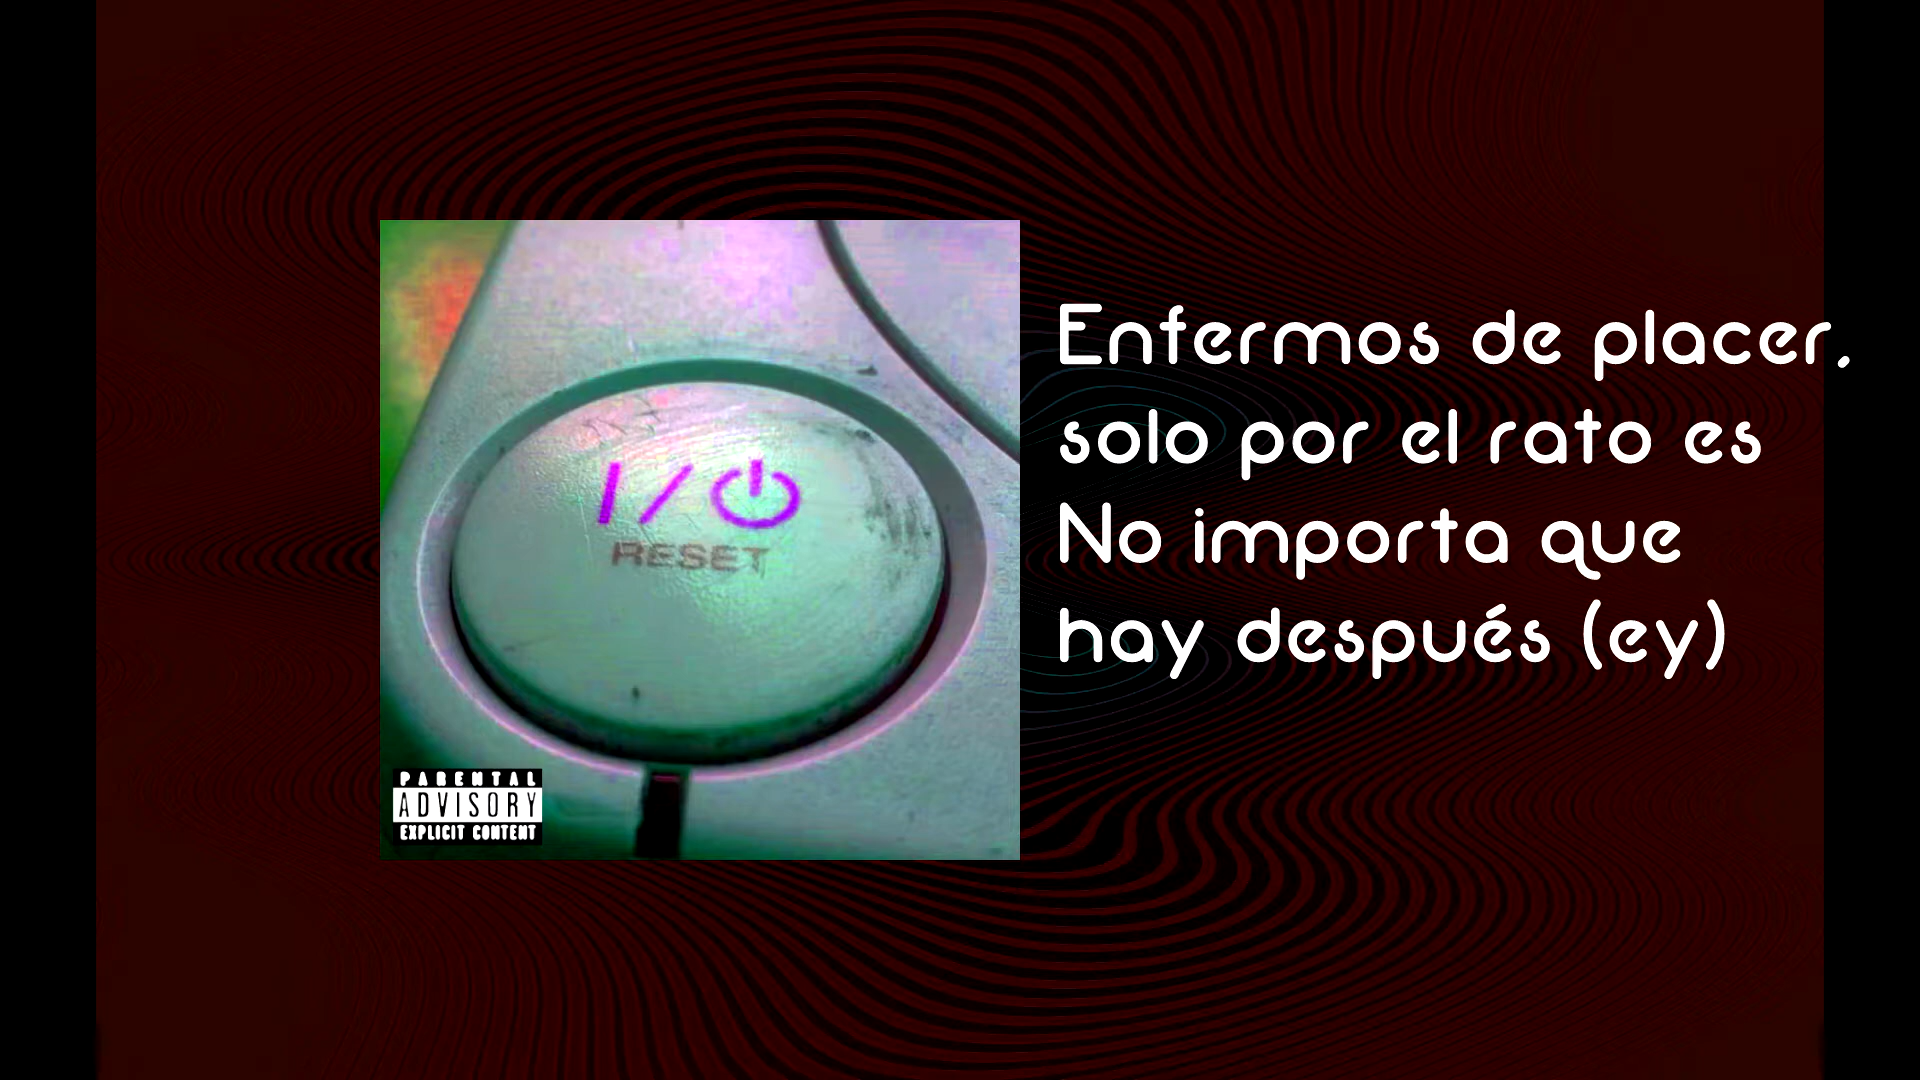 I/⏻
RESET
PARENTAL
ADVISORY
EXPLICIT CONTENT
Enfermos de placer,
solo por el rato es
No importa que
hay después (ey)